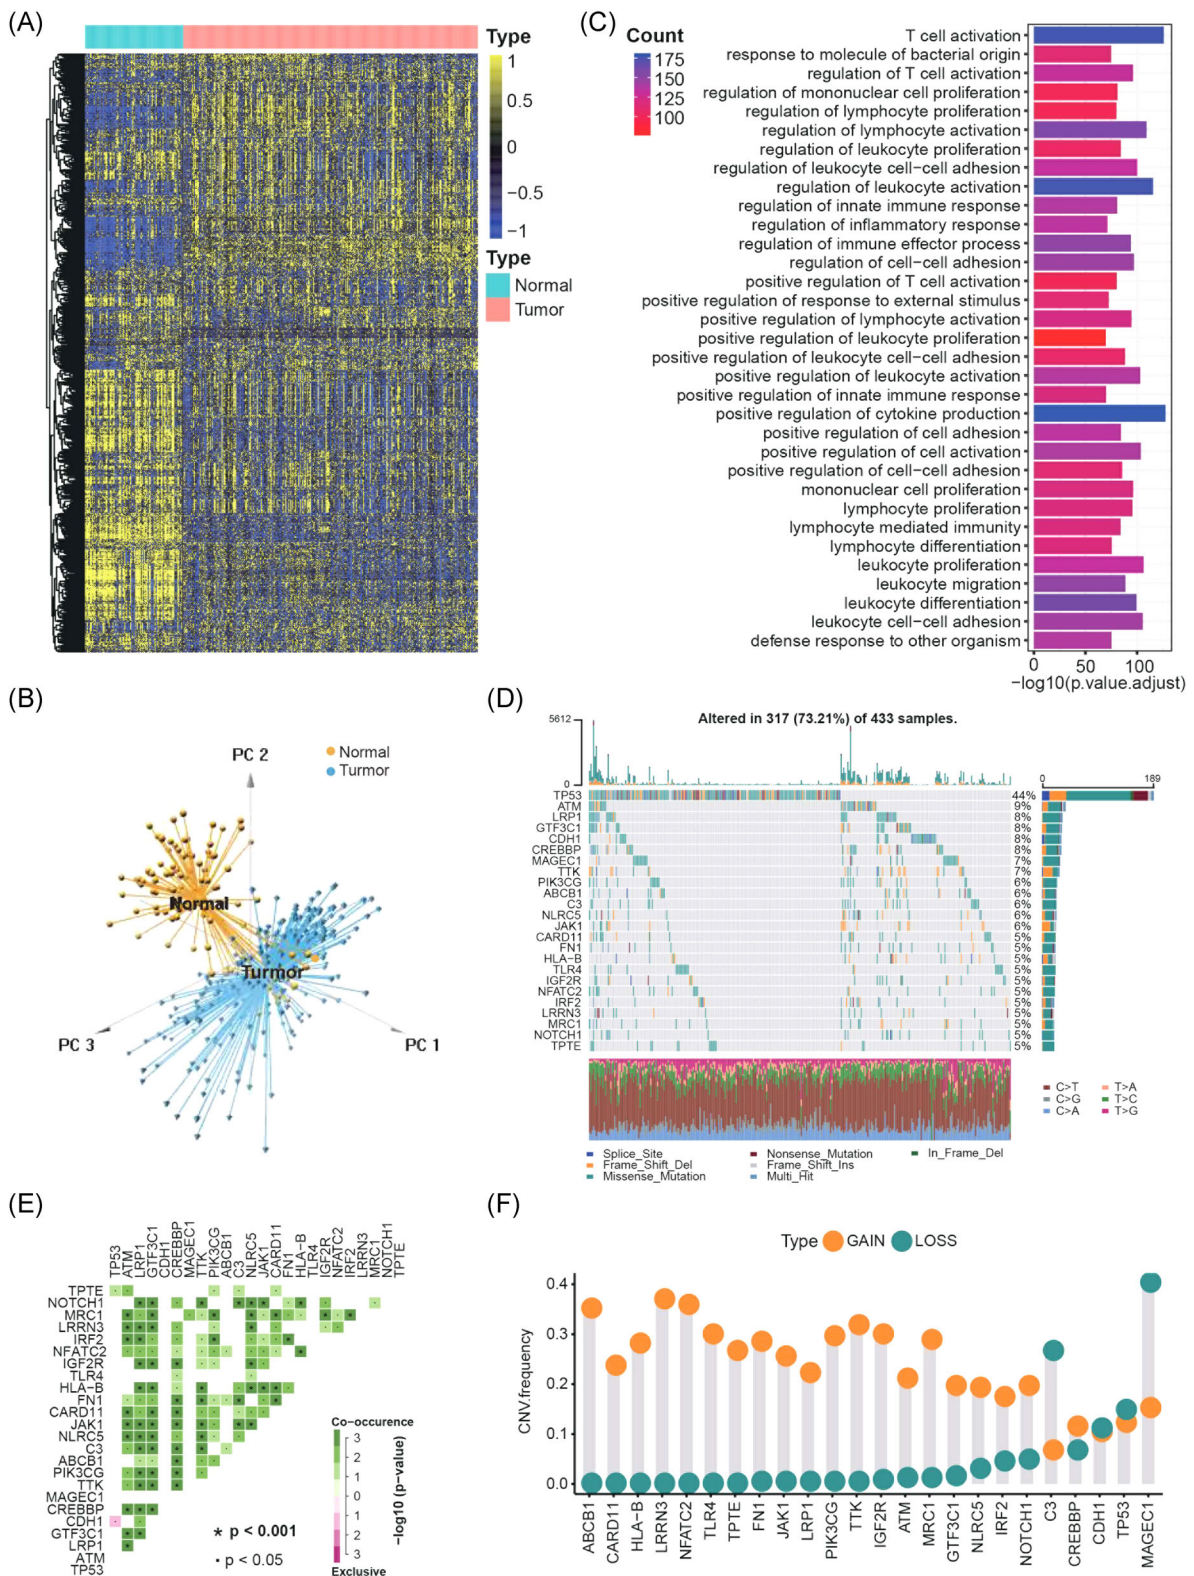 (A)
Type
1
0.5
0
−0.5
−1
Type
Normal
Tumor
(C)
Count
175
150
125
100
T cell activation
response to molecule of bacterial origin
regulation of T cell activation
regulation of mononuclear cell proliferation
regulation of lymphocyte proliferation
regulation of lymphocyte activation
regulation of leukocyte proliferation
regulation of leukocyte cell−cell adhesion
regulation of leukocyte activation
regulation of innate immune response
regulation of inflammatory response
regulation of immune effector process
regulation of cell−cell adhesion
positive regulation of T cell activation
positive regulation of response to external stimulus
positive regulation of lymphocyte activation
positive regulation of leukocyte proliferation
positive regulation of leukocyte cell−cell adhesion
positive regulation of leukocyte activation
positive regulation of innate immune response
positive regulation of cytokine production
positive regulation of cell adhesion
positive regulation of cell activation
positive regulation of cell−cell adhesion
mononuclear cell proliferation
lymphocyte proliferation
lymphocyte mediated immunity
lymphocyte differentiation
leukocyte proliferation
leukocyte migration
leukocyte differentiation
leukocyte cell−cell adhesion
defense response to other organism
0 50 100
−log10(p.value.adjust)
(B)
PC 2
Normal
Turmor
Normal
Turmor
PC 3
PC 1
(D)
Altered in 317 (73.21%) of 433 samples.
5612
0
0 189
TP53 44%
ATM 9%
LRP1 8%
GTF3C1 8%
CDH1 8%
CREBBP 8%
MAGEC1 7%
TTK 7%
PIK3CG 6%
ABCB1 6%
C3 6%
NLRC5 6%
JAK1 6%
CARD11 5%
FN1 5%
HLA−B 5%
TLR4 5%
IGF2R 5%
NFATC2 5%
IRF2 5%
LRRN3 5%
MRC1 5%
NOTCH1 5%
TPTE 5%
C>T T>A
C>G T>C
C>A T>G
Splice_Site Nonsense_Mutation In_Frame_Del
Frame_Shift_Del Frame_Shift_Ins
Missense_Mutation Multi_Hit
(E)
TP53
ATM
LRP1
GTF3C1
CDH1
CREBBP
MAGEC1
TTK
PIK3CG
ABCB1
C3
NLRC5
JAK1
CARD11
FN1
HLA−B
TLR4
IGF2R
NFATC2
IRF2
LRRN3
MRC1
NOTCH1
TPTE
TPTE
NOTCH1
MRC1
LRRN3
IRF2
NFATC2
IGF2R
TLR4
HLA−B
FN1
CARD11
JAK1
NLRC5
C3
ABCB1
PIK3CG
TTK
MAGEC1
CREBBP
CDH1
GTF3C1
LRP1
ATM
TP53
Co−occurence
3
2
1
0
1
2
3
Exclusive
−log10 (p−value)
* p < 0.001
· p < 0.05
(F)
Type GAIN LOSS
CNV.frequency
0.4
0.3
0.2
0.1
0.0
ABCB1
CARD11
HLA−B
LRRN3
NFATC2
TLR4
TPTE
FN1
JAK1
LRP1
PIK3CG
TTK
IGF2R
ATM
MRC1
GTF3C1
NLRC5
IRF2
NOTCH1
C3
CREBBP
CDH1
TP53
MAGEC1